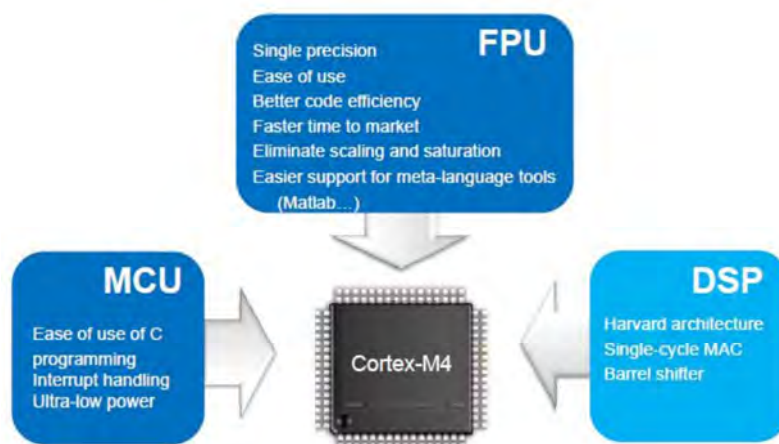 FPU
Single precision
Ease of use
Better code efficiency
Faster time to market
Eliminate scaling and saturation
Easier support for meta-language tools
(Matlab…)
MCU
Ease of use of C
programming
Interrupt handling
Ultra-low power
Cortex-M4
DSP
Harvard architecture
Single-cycle MAC
Barrel shifter